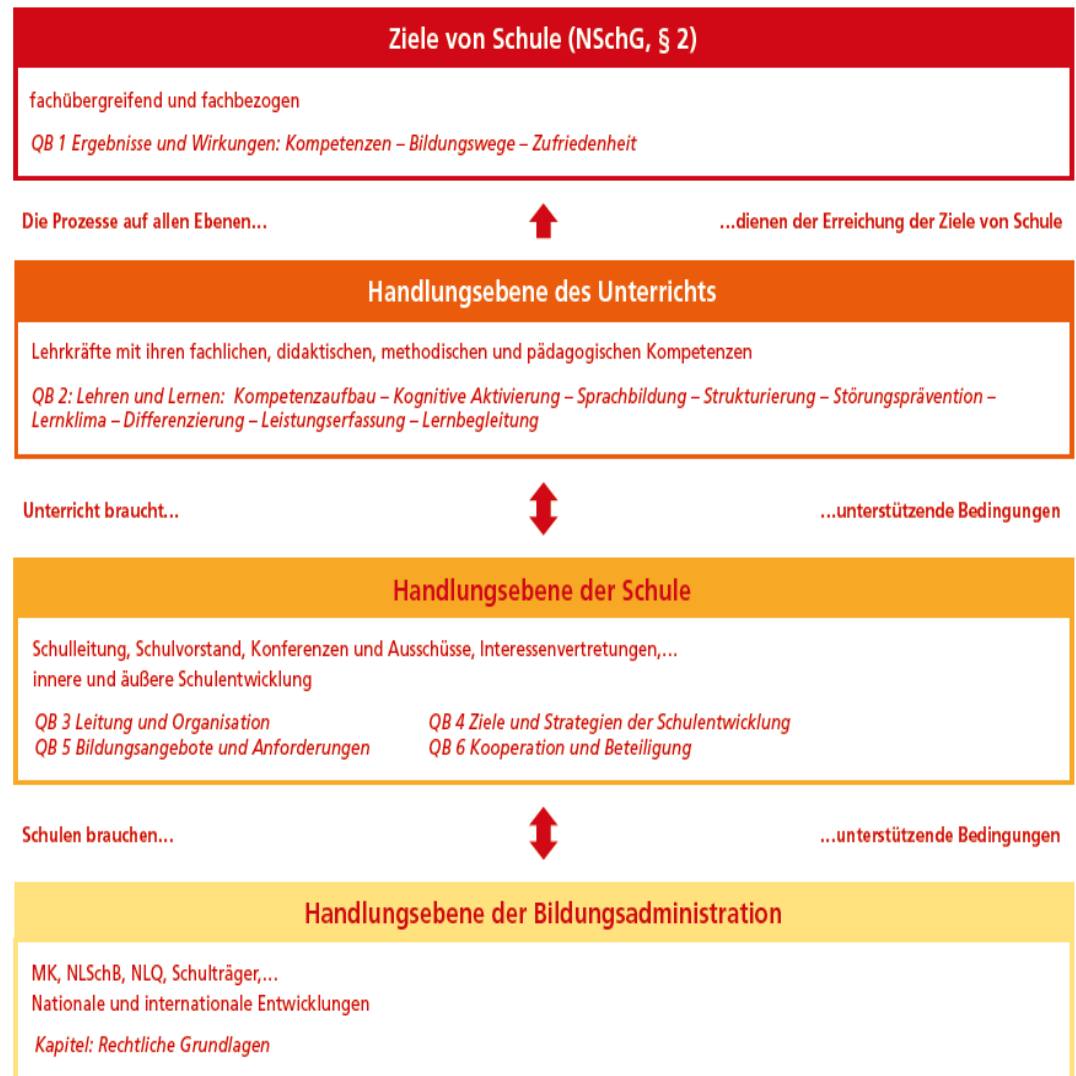 Ziele von Schule (NSchG, § 2)
fachübergreifend und fachbezogen
QB 1 Ergebnisse und Wirkungen: Kompetenzen – Bildungswege – Zufriedenheit
Die Prozesse auf allen Ebenen... ...dienen der Erreichung der Ziele von Schule
Handlungsebene des Unterrichts
Lehrkräfte mit ihren fachlichen, didaktischen, methodischen und pädagogischen Kompetenzen
QB 2: Lehren und Lernen: Kompetenzaufbau – Kognitive Aktivierung – Sprachbildung – Strukturierung – Störungsprävention –
Lernklima – Differenzierung – Leistungserfassung – Lernbegleitung
Unterricht braucht... ...unterstützende Bedingungen
Handlungsebene der Schule
Schulleitung, Schulvorstand, Konferenzen und Ausschüsse, Interessenvertretungen,...
innere und äußere Schulentwicklung
QB 3 Leitung und Organisation QB 4 Ziele und Strategien der Schulentwicklung
QB 5 Bildungsangebote und Anforderungen QB 6 Kooperation und Beteiligung
Schulen brauchen... ...unterstützende Bedingungen
Handlungsebene der Bildungsadministration
MK, NLSchB, NLQ, Schulträger,...
Nationale und internationale Entwicklungen
Kapitel: Rechtliche Grundlagen